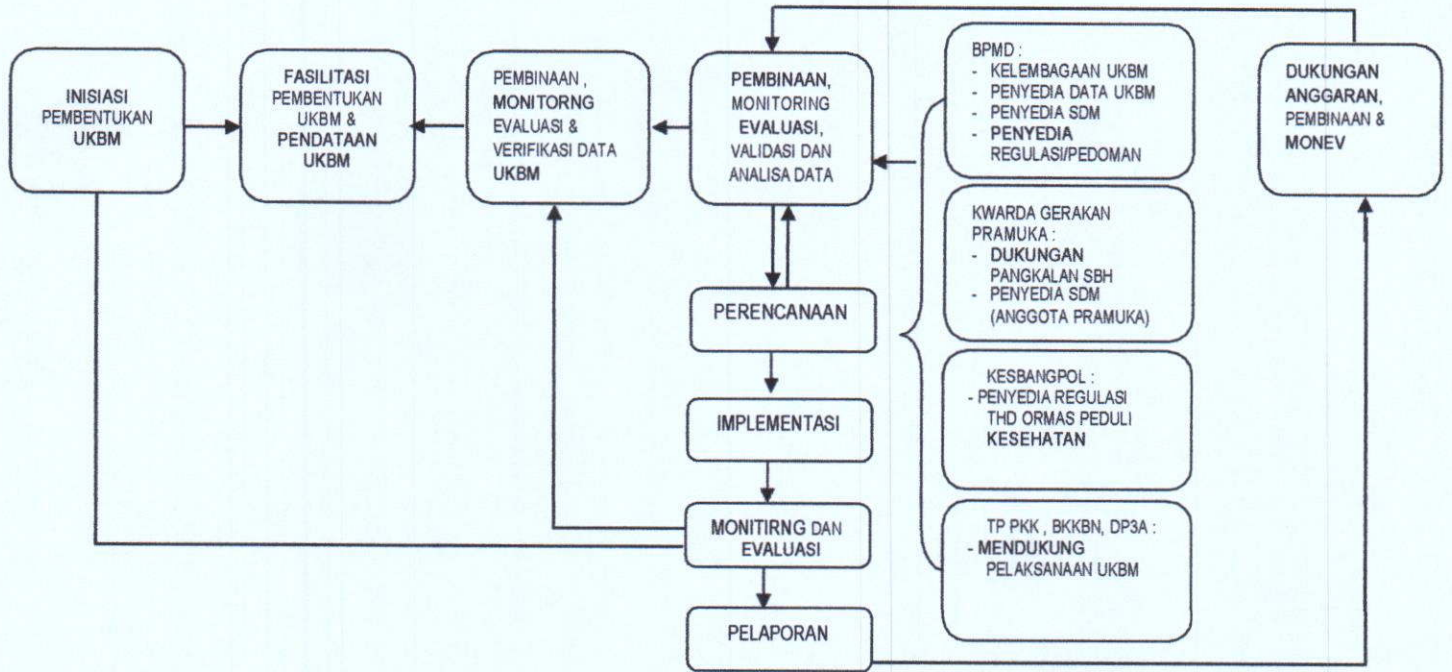 INISIASI
PEMBENTUKAN
UKBM
FASILITASI
PEMBENTUKAN
UKBM &
PENDATAAN
UKBM
PEMBINAAN ,
MONITORNG
EVALUASI &
VERIFIKASI DATA
UKBM
PEMBINAAN,
MONITORING
EVALUASI,
VALIDASI DAN
ANALISA DATA
BPMD :
- KELEMBAGAAN UKBM
- PENYEDIA DATA UKBM
- PENYEDIA SDM
- PENYEDIA
REGULASI/PEDOMAN
DUKUNGAN
ANGGARAN,
PEMBINAAN &
MONEV
KWARDA GERAKAN
PRAMUKA :
- DUKUNGAN
PANGKALAN SBH
- PENYEDIA SDM
(ANGGOTA PRAMUKA)
PERENCANAAN
KESBANGPOL :
- PENYEDIA REGULASI
THD ORMAS PEDULI
KESEHATAN
IMPLEMENTASI
MONITIRNG DAN
EVALUASI
TP PKK , BKKBN, DP3A :
- MENDUKUNG
PELAKSANAAN UKBM
PELAPORAN